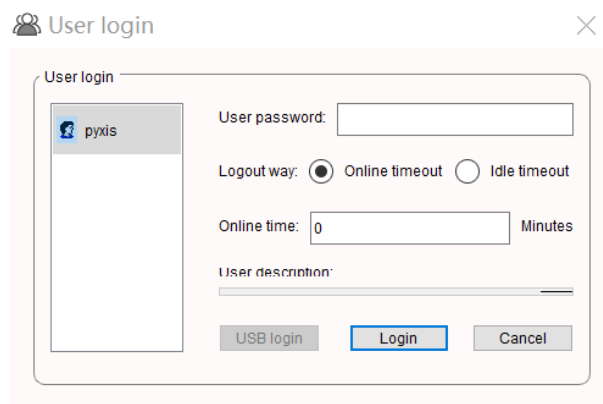 User login
User login
pyxis
User password:
Logout way: Online timeout Idle timeout
Online time: 0 Minutes
User description:
USB login Login Cancel